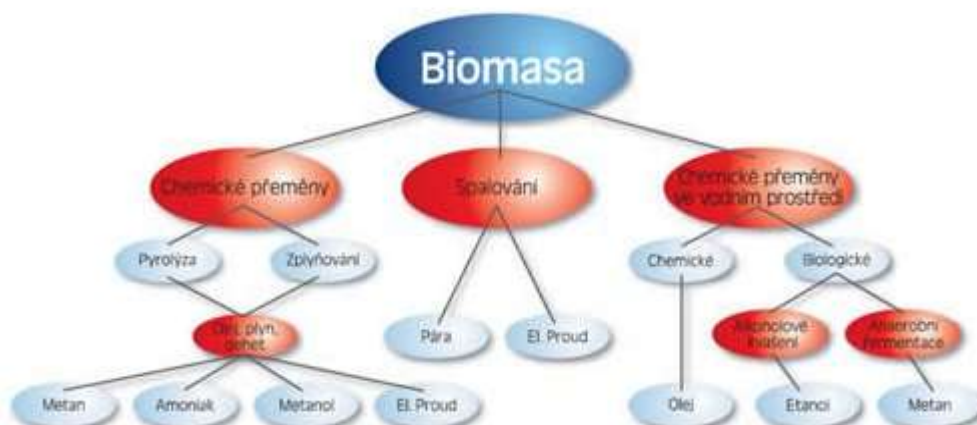 Biomasa
Chemické přeměny
Spalování
Chemické přeměny
ve vodním prostředí
Pyrolýza
Zplyňování
Chemické
Biologické
plyn,
dehet
Pára
El. Proud
Alkoholové
kvašení
Anaerobní
fermentace
Metan
Amoniak
Metanol
El. Proud
Olej
Etanol
Metan